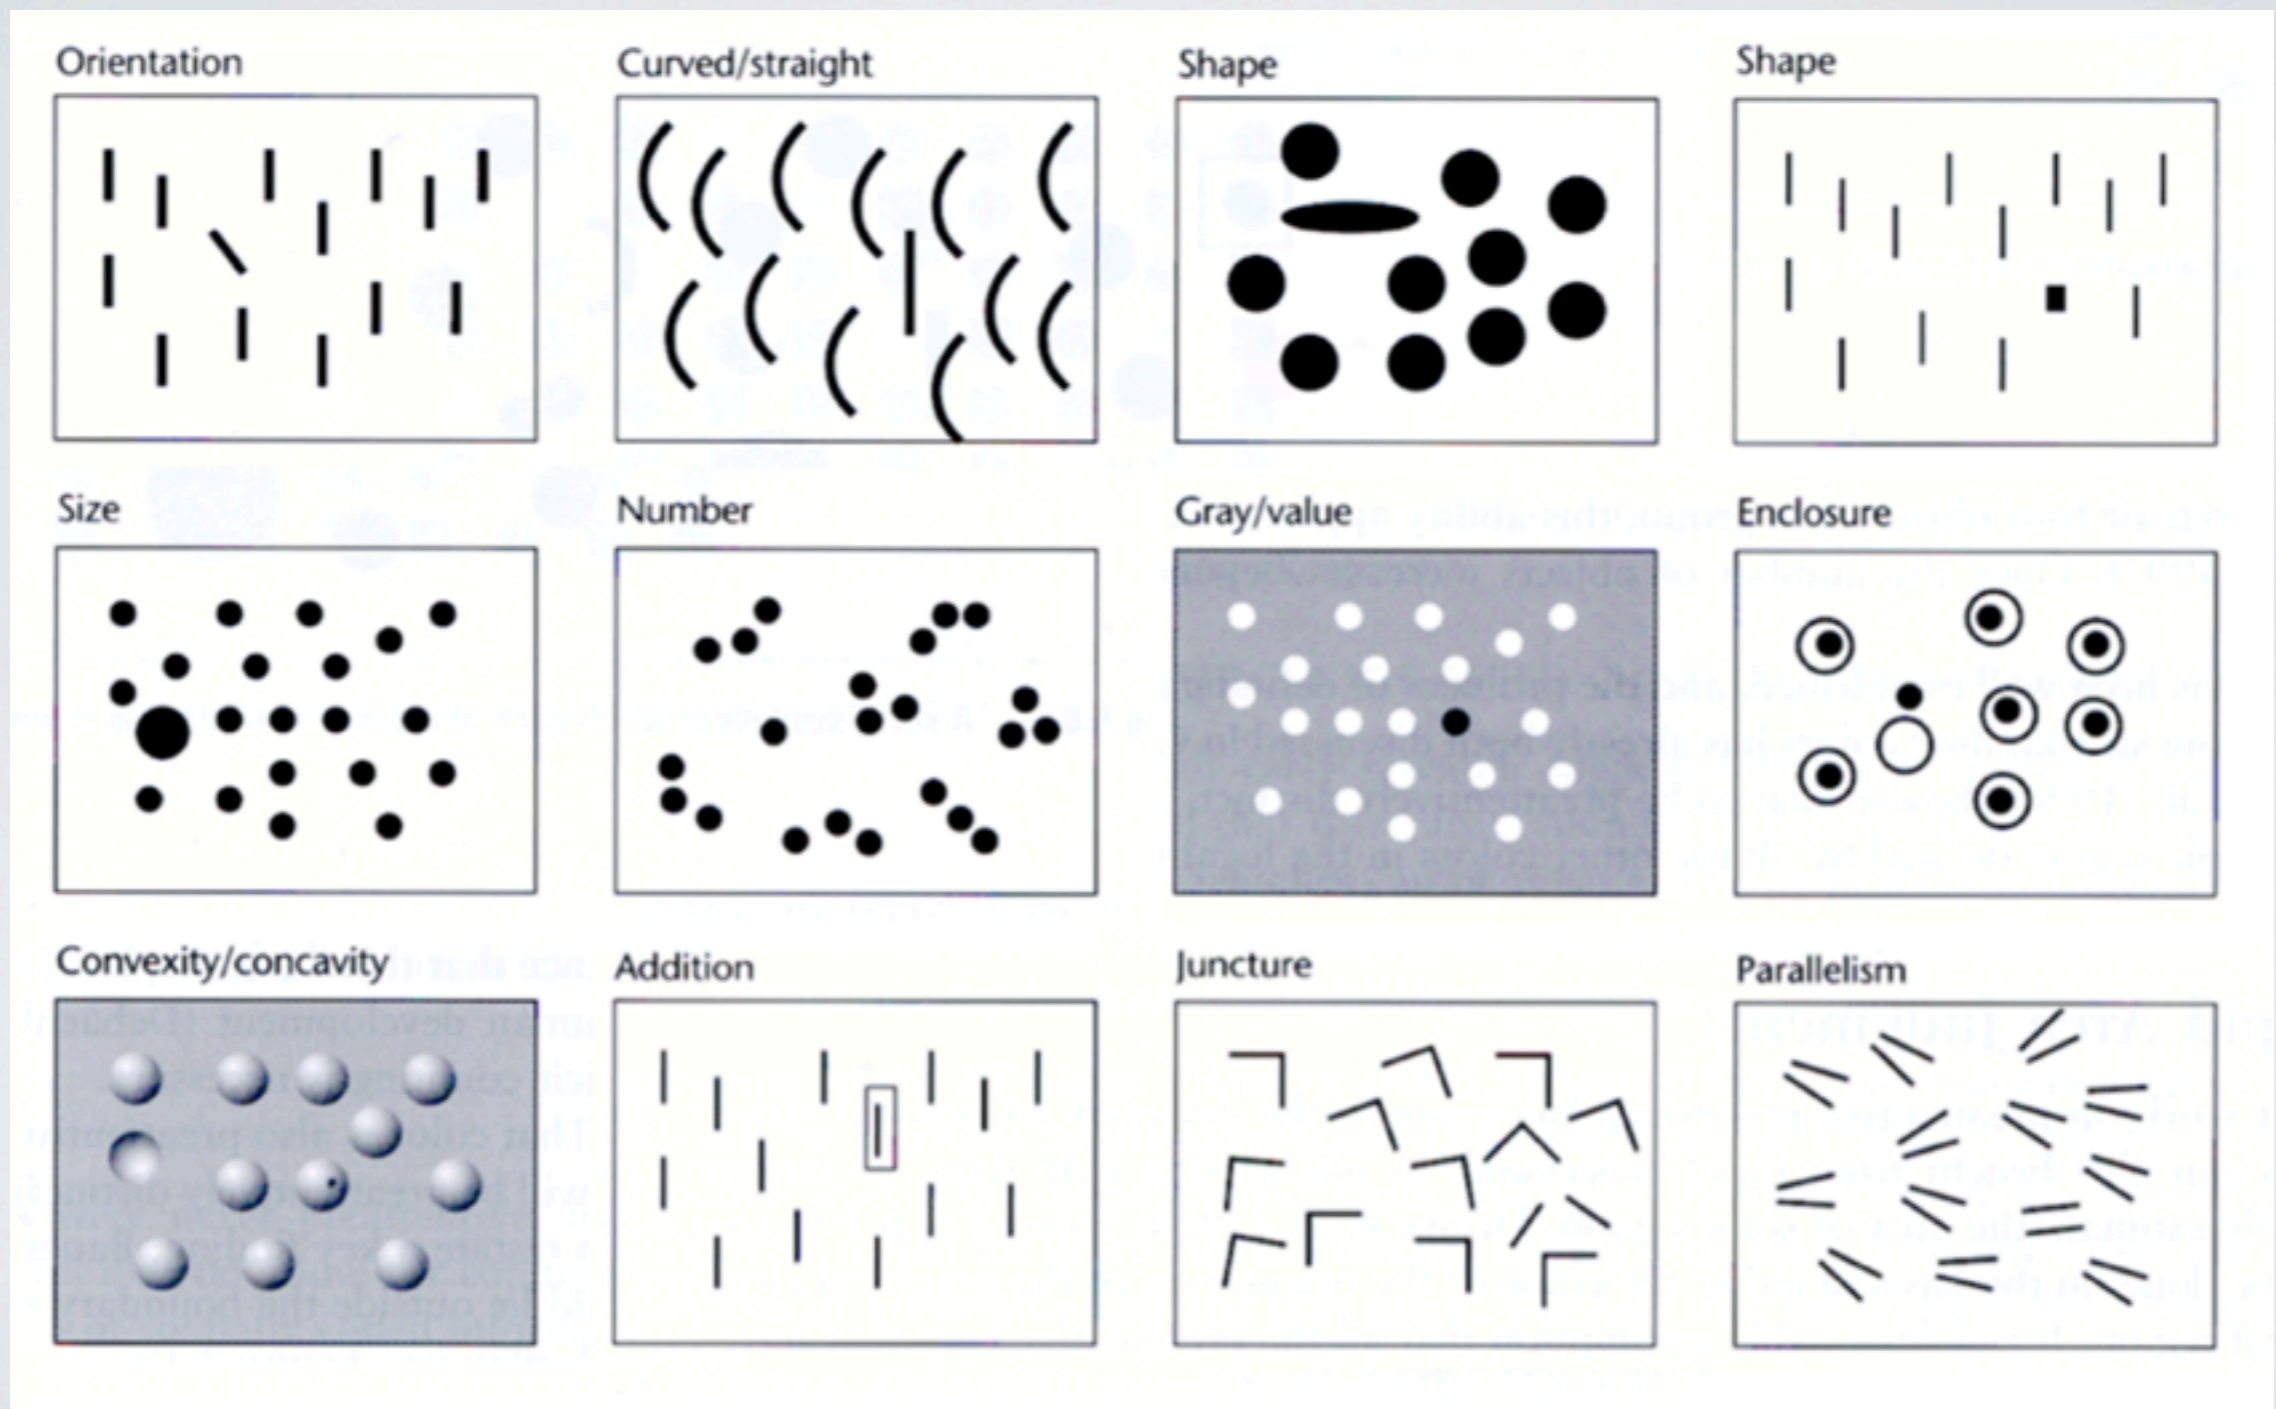 Orientation
Curved/straight
Shape
Shape
Size
Number
Gray/value
Enclosure
Convexity/concavity
Addition
Juncture
Parallelism